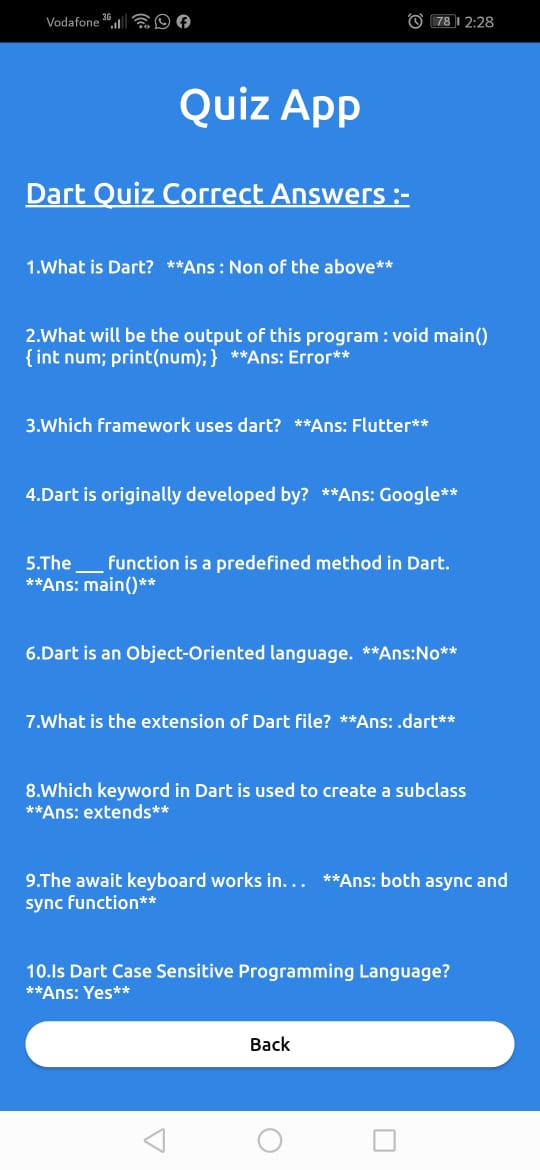 Vodafone 3G 78 2:28
Quiz App
Dart Quiz Correct Answers :-
1.What is Dart?   **Ans : Non of the above**
2.What will be the output of this program : void main()
{ int num; print(num); }   **Ans: Error**
3.Which framework uses dart?   **Ans: Flutter**
4.Dart is originally developed by?   **Ans: Google**
5.The ___ function is a predefined method in Dart.
**Ans: main()**
6.Dart is an Object-Oriented language.  **Ans:No**
7.What is the extension of Dart file?  **Ans: .dart**
8.Which keyword in Dart is used to create a subclass
**Ans: extends**
9.The await keyboard works in. . .   **Ans: both async and
sync function**
10.Is Dart Case Sensitive Programming Language?
**Ans: Yes**
Back